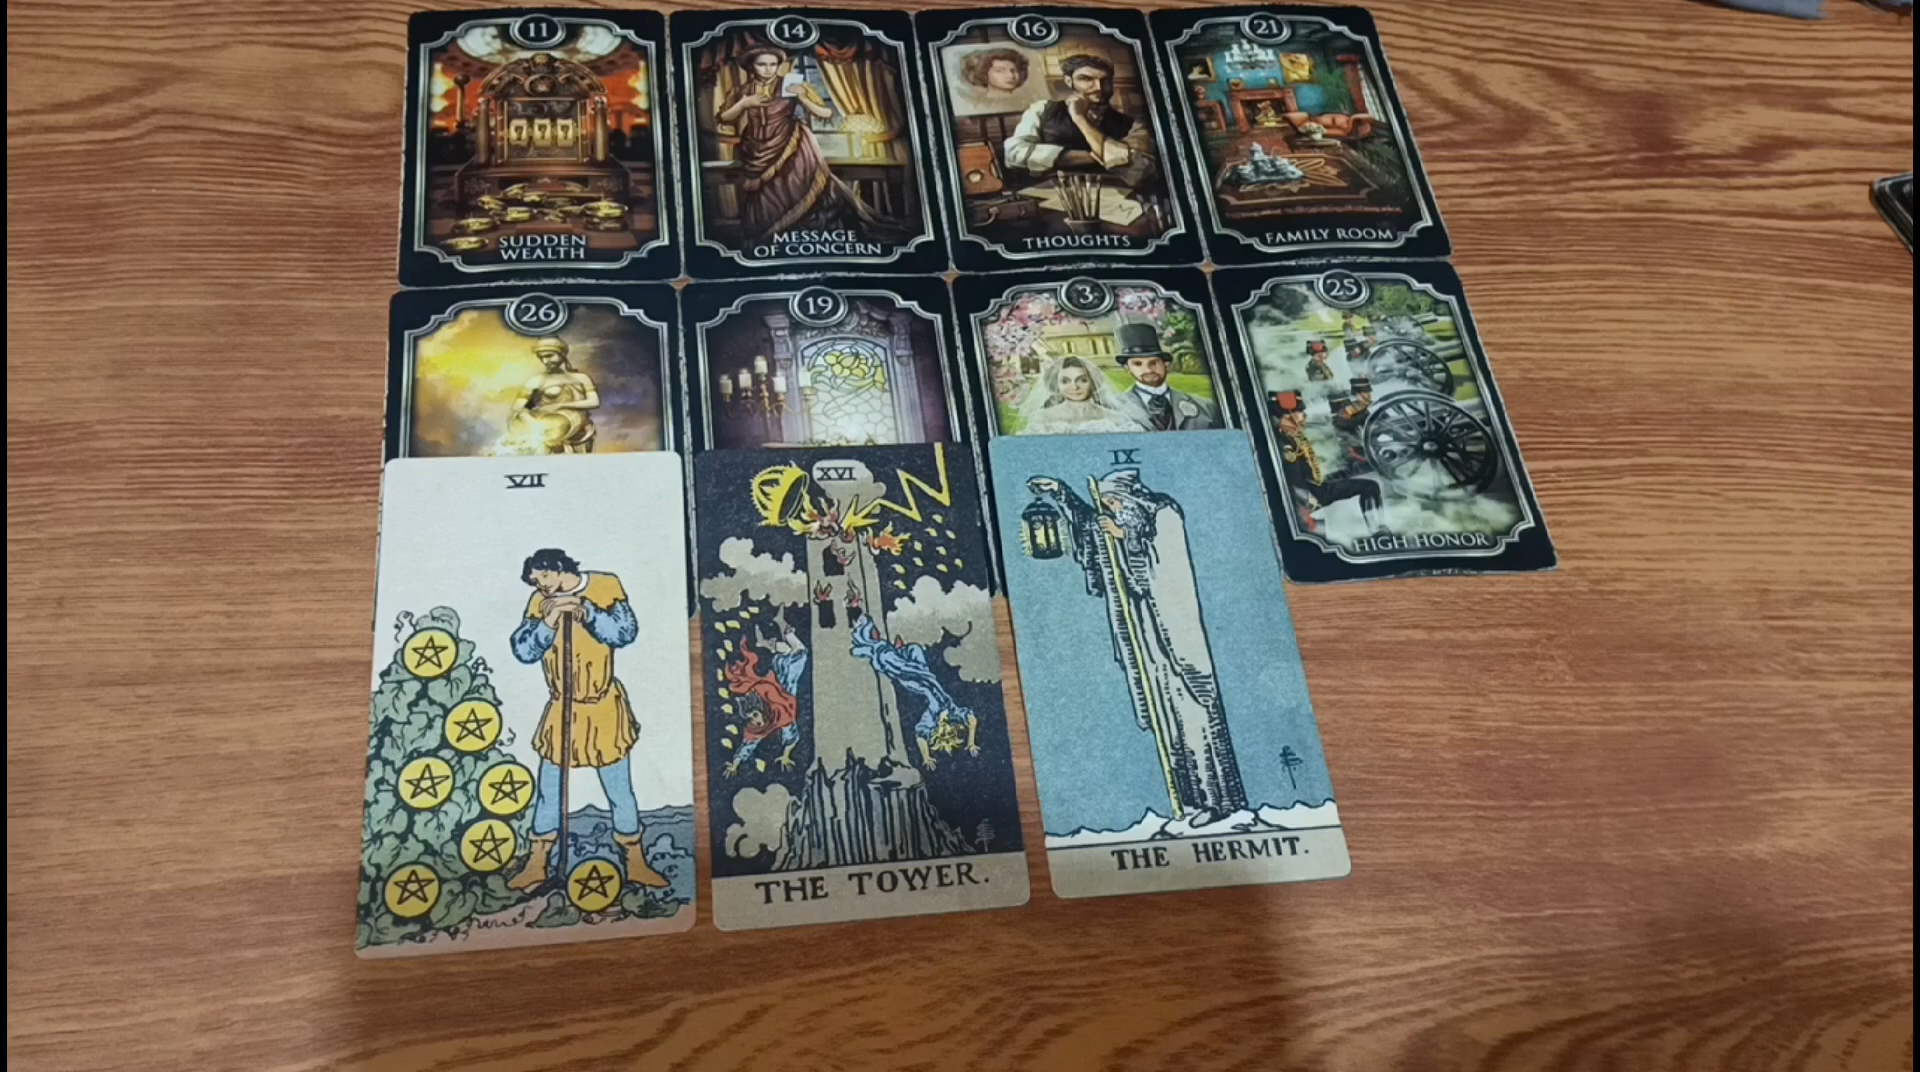 11
777
SUDDEN
WEALTH
14
MESSAGE
OF CONCERN
16
THOUGHTS
21
FAMILY ROOM
26
19
3
25
HIGH HONOR
VII
XVI
THE TOWER.
IX
THE HERMIT.